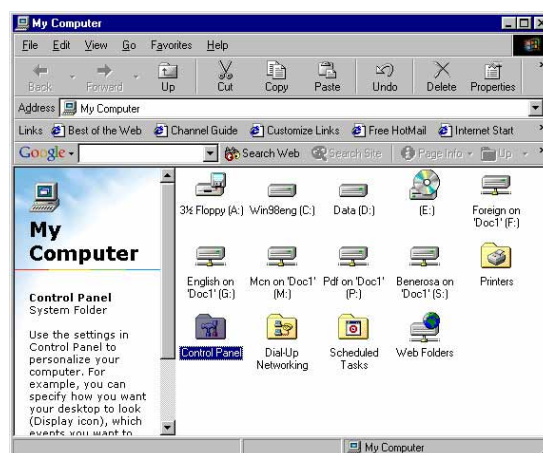 My Computer
File Edit View Go Favorites Help
Back Forward Up Cut Copy Paste Undo Delete Properties
Address My Computer
Links Best of the Web Channel Guide Customize Links Free HotMail Internet Start
Google Search Web Search Site Page Info Up
My
Computer
Control Panel
System Folder
Use the settings in
Control Panel to
personalize your
computer. For
example, you can
specify how you want
your desktop to look
(Display icon), which
events you want to
3½ Floppy (A:) Win98eng (C:) Data (D:) (E:) Foreign on
'Doc1' (F:)
English on Mcn on 'Doc1' Pdf on 'Doc1' Benerosa on Printers
'Doc1' (G:) (M:) (P:) 'Doc1' (S:)
Control Panel Dial-Up Scheduled Web Folders
Networking Tasks
My Computer